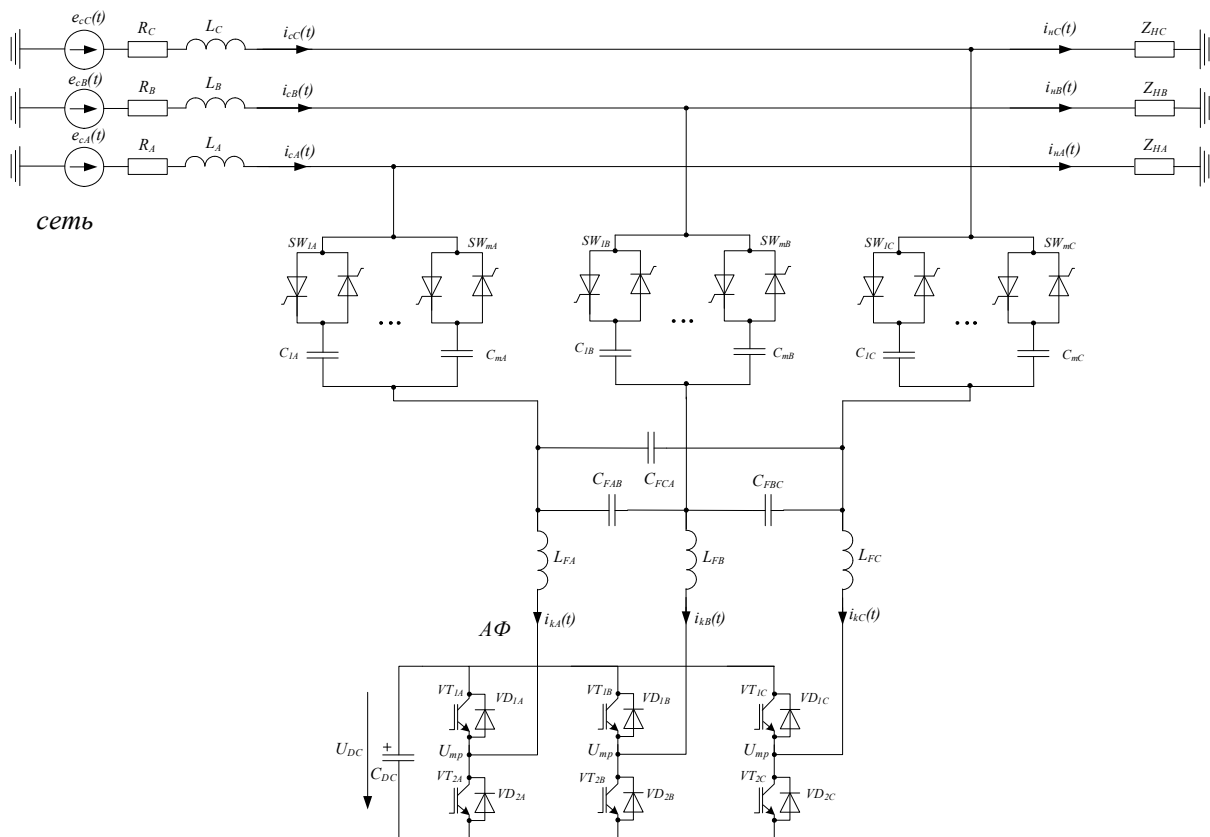 e_cC(t) R_C L_C i_cC(t) i_нC(t) Z_HC
e_cB(t) R_B L_B i_cB(t) i_нB(t) Z_HB
e_cA(t) R_A L_A i_cA(t) i_нA(t) Z_HA
сеть
SW_1A SW_mA SW_1B SW_mB SW_1C SW_mC
... ... ...
C_1A C_mA C_1B C_mB C_1C C_mC
C_FAB C_FCA C_FBC
L_FA L_FB L_FC
АФ i_kA(t) i_kB(t) i_kC(t)
VT_1A VD_1A VT_1B VD_1B VT_1C VD_1C
U_DC + C_DC U_mp U_mp U_mp
VT_2A VD_2A VT_2B VD_2B VT_2C VD_2C